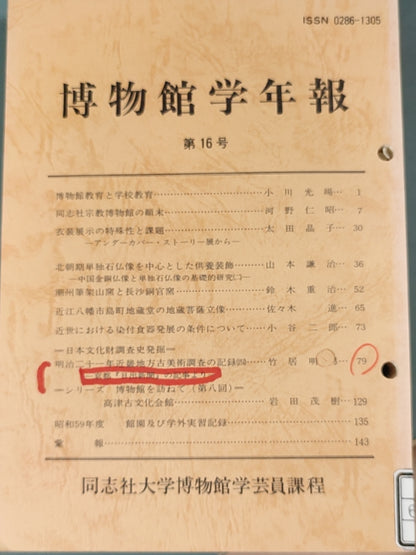 ISSN 0286-1305
博物館学年報
第16号
博物館教育と学校教育……小川光暘… 1
同志社宗教博物館の顛末……河野仁昭… 7
衣裳展示の特殊性と課題……太田晶子… 30
―アンダーカバー・ストーリー展から―
北朝期単独石仏像を中心とした供養装飾……山本謙治… 36
―中国金銅仏像と単独石仏像の基礎的研究㈡―
潮州筆架山窯と長沙銅官窯……鈴木重治… 52
近江八幡市島町地蔵堂の地蔵菩薩立像……佐々木進… 65
近世における染付食器発展の条件について……小谷二郎… 73
―日本文化財調査史発掘―
明治二十一年近畿地方古美術調査の記録㈣……竹居明 79
―シリーズ 博物館を訪ねて(第八回)―
高津古文化会館……岩田茂樹… 129
昭和59年度 館園及び学外実習記録…… 135
彙報…… 143
同志社大学博物館学芸員課程